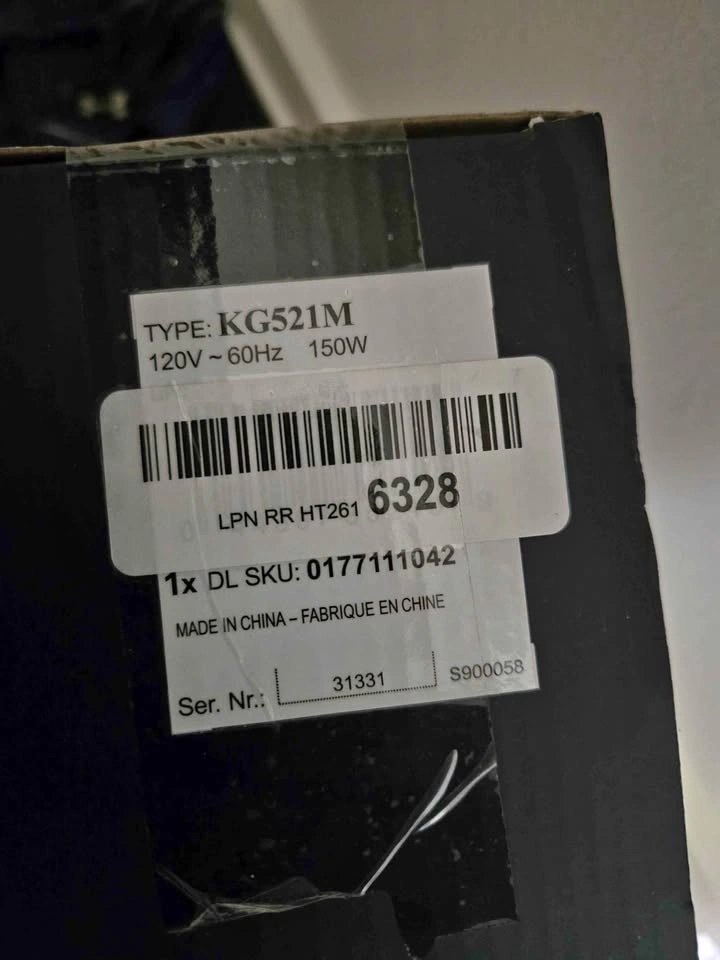 TYPE: KG521M
120V ~ 60Hz 150W
LPN RR HT261 6328
1x DL SKU: 0177111042
MADE IN CHINA – FABRIQUE EN CHINE
Ser. Nr.: 31331 S900058